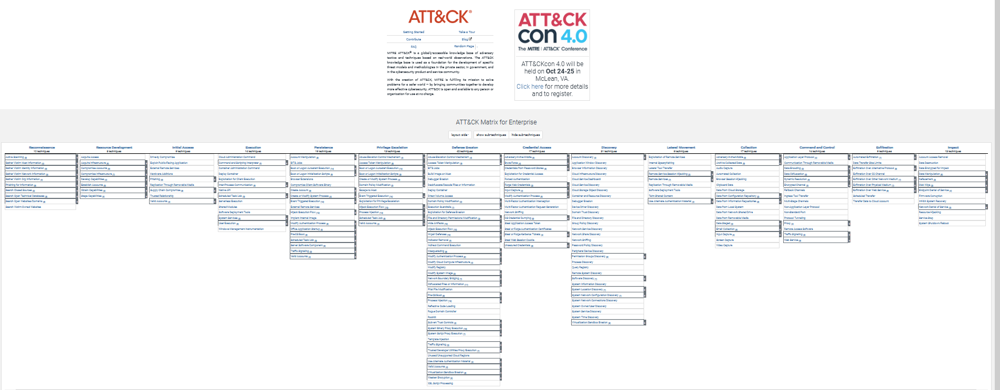 ATT&CK®
Getting Started
Take a Tour
Contribute
Blog
FAQ
Random Page
MITRE ATT&CK® is a globally-accessible knowledge base of adversary
tactics and techniques based on real-world observations. The ATT&CK
knowledge base is used as a foundation for the development of specific
threat models and methodologies in the private sector, in government, and
in the cybersecurity product and service community.
With the creation of ATT&CK, MITRE is fulfilling its mission to solve
problems for a safer world — by bringing communities together to develop
more effective cybersecurity. ATT&CK is open and available to any person or
organization for use at no charge.
ATT&CK
con 4.0
The MITRE | ATT&CK® Conference
ATT&CKcon 4.0 will be
held on Oct 24-25 in
McLean, VA.
Click here for more details
and to register.
ATT&CK Matrix for Enterprise
layout: side
show sub-techniques
hide sub-techniques
Reconnaissance
10 techniques
Active Scanning
Gather Victim Host Information
Gather Victim Identity Information
Gather Victim Network Information
Gather Victim Org Information
Phishing for Information
Search Closed Sources
Search Open Technical Databases
Search Open Websites/Domains
Search Victim-Owned Websites
Resource Development
8 techniques
Acquire Access
Acquire Infrastructure
Compromise Accounts
Compromise Infrastructure
Develop Capabilities
Establish Accounts
Obtain Capabilities
Stage Capabilities
Initial Access
9 techniques
Drive-by Compromise
Exploit Public-Facing Application
External Remote Services
Hardware Additions
Phishing
Replication Through Removable Media
Supply Chain Compromise
Trusted Relationship
Valid Accounts
Execution
14 techniques
Cloud Administration Command
Command and Scripting Interpreter
Container Administration Command
Deploy Container
Exploitation for Client Execution
Inter-Process Communication
Native API
Scheduled Task/Job
Serverless Execution
Shared Modules
Software Deployment Tools
System Services
User Execution
Windows Management Instrumentation
Persistence
19 techniques
Account Manipulation
BITS Jobs
Boot or Logon Autostart Execution
Boot or Logon Initialization Scripts
Browser Extensions
Compromise Client Software Binary
Create Account
Create or Modify System Process
Event Triggered Execution
External Remote Services
Hijack Execution Flow
Implant Internal Image
Modify Authentication Process
Office Application Startup
Pre-OS Boot
Scheduled Task/Job
Server Software Component
Traffic Signaling
Valid Accounts
Privilege Escalation
13 techniques
Abuse Elevation Control Mechanism
Access Token Manipulation
Boot or Logon Autostart Execution
Boot or Logon Initialization Scripts
Create or Modify System Process
Domain Policy Modification
Escape to Host
Event Triggered Execution
Exploitation for Privilege Escalation
Hijack Execution Flow
Process Injection
Scheduled Task/Job
Valid Accounts
Defense Evasion
42 techniques
Abuse Elevation Control Mechanism
Access Token Manipulation
BITS Jobs
Build Image on Host
Debugger Evasion
Deobfuscate/Decode Files or Information
Deploy Container
Direct Volume Access
Domain Policy Modification
Execution Guardrails
Exploitation for Defense Evasion
File and Directory Permissions Modification
Hide Artifacts
Hijack Execution Flow
Impair Defenses
Indicator Removal
Indirect Command Execution
Masquerading
Modify Authentication Process
Modify Cloud Compute Infrastructure
Modify Registry
Modify System Image
Network Boundary Bridging
Obfuscated Files or Information
Plist File Modification
Pre-OS Boot
Process Injection
Reflective Code Loading
Rogue Domain Controller
Rootkit
Subvert Trust Controls
System Binary Proxy Execution
System Script Proxy Execution
Template Injection
Traffic Signaling
Trusted Developer Utilities Proxy Execution
Unused/Unsupported Cloud Regions
Use Alternate Authentication Material
Valid Accounts
Virtualization/Sandbox Evasion
Weaken Encryption
XSL Script Processing
Credential Access
17 techniques
Adversary-in-the-Middle
Brute Force
Credentials from Password Stores
Exploitation for Credential Access
Forced Authentication
Forge Web Credentials
Input Capture
Modify Authentication Process
Multi-Factor Authentication Interception
Multi-Factor Authentication Request Generation
Network Sniffing
OS Credential Dumping
Steal Application Access Token
Steal or Forge Authentication Certificates
Steal or Forge Kerberos Tickets
Steal Web Session Cookie
Unsecured Credentials
Discovery
31 techniques
Account Discovery
Application Window Discovery
Browser Information Discovery
Cloud Infrastructure Discovery
Cloud Service Dashboard
Cloud Service Discovery
Cloud Storage Object Discovery
Container and Resource Discovery
Debugger Evasion
Device Driver Discovery
Domain Trust Discovery
File and Directory Discovery
Group Policy Discovery
Network Service Discovery
Network Share Discovery
Network Sniffing
Password Policy Discovery
Peripheral Device Discovery
Permission Groups Discovery
Process Discovery
Query Registry
Remote System Discovery
Software Discovery
System Information Discovery
System Location Discovery
System Network Configuration Discovery
System Network Connections Discovery
System Owner/User Discovery
System Service Discovery
System Time Discovery
Virtualization/Sandbox Evasion
Lateral Movement
9 techniques
Exploitation of Remote Services
Internal Spearphishing
Lateral Tool Transfer
Remote Service Session Hijacking
Remote Services
Replication Through Removable Media
Software Deployment Tools
Taint Shared Content
Use Alternate Authentication Material
Collection
17 techniques
Adversary-in-the-Middle
Archive Collected Data
Audio Capture
Automated Collection
Browser Session Hijacking
Clipboard Data
Data from Cloud Storage
Data from Configuration Repository
Data from Information Repositories
Data from Local System
Data from Network Shared Drive
Data from Removable Media
Data Staged
Email Collection
Input Capture
Screen Capture
Video Capture
Command and Control
16 techniques
Application Layer Protocol
Communication Through Removable Media
Data Encoding
Data Obfuscation
Dynamic Resolution
Encrypted Channel
Fallback Channels
Ingress Tool Transfer
Multi-Stage Channels
Non-Application Layer Protocol
Non-Standard Port
Protocol Tunneling
Proxy
Remote Access Software
Traffic Signaling
Web Service
Exfiltration
9 techniques
Automated Exfiltration
Data Transfer Size Limits
Exfiltration Over Alternative Protocol
Exfiltration Over C2 Channel
Exfiltration Over Other Network Medium
Exfiltration Over Physical Medium
Exfiltration Over Web Service
Scheduled Transfer
Transfer Data to Cloud Account
Impact
13 techniques
Account Access Removal
Data Destruction
Data Encrypted for Impact
Data Manipulation
Defacement
Disk Wipe
Endpoint Denial of Service
Firmware Corruption
Inhibit System Recovery
Network Denial of Service
Resource Hijacking
Service Stop
System Shutdown/Reboot